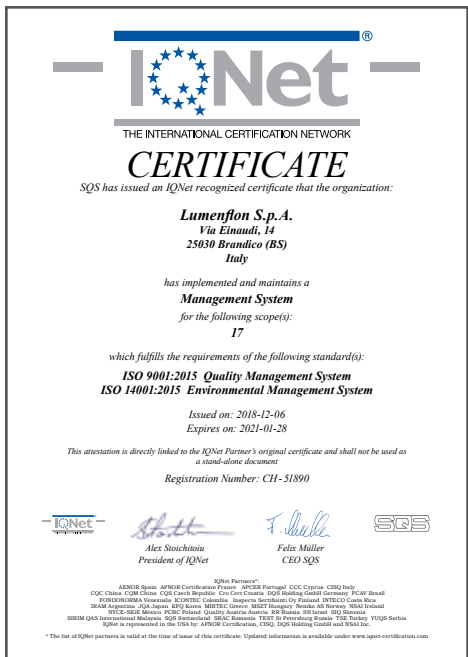 IQNet ®
THE INTERNATIONAL CERTIFICATION NETWORK
CERTIFICATE
SQS has issued an IQNet recognized certificate that the organization:
Lumenflon S.p.A.
Via Einaudi, 14
25030 Brandico (BS)
Italy
has implemented and maintains a
Management System
for the following scope(s):
17
which fulfills the requirements of the following standard(s):
ISO 9001:2015 Quality Management System
ISO 14001:2015 Environmental Management System
Issued on: 2018-12-06
Expires on: 2021-01-28
This attestation is directly linked to the IQNet Partner's original certificate and shall not be used as
a stand-alone document
Registration Number: CH-51890
IQNet
SQS
Alex Stoichitoiu
President of IQNet
Felix Müller
CEO SQS
IQNet Partners*:
AENOR Spain AFNOR Certification France APCER Portugal CCC Cyprus CISQ Italy
CQC China CQM China CQS Czech Republic Cro Cert Croatia DQS Holding GmbH Germany FCAV Brazil
FONDONORMA Venezuela ICONTEC Colombia Inspecta Sertifiointi Oy Finland INTECO Costa Rica
IRAM Argentina JQA Japan KFQ Korea MIRTEC Greece MSZT Hungary Nemko AS Norway NSAI Ireland
NYCE-SIGE México PCBC Poland Quality Austria Austria RR Russia SII Israel SIQ Slovenia
SIRIM QAS International Malaysia SQS Switzerland SRAC Romania TEST St Petersburg Russia TSE Turkey YUQS Serbia
IQNet is represented in the USA by: AFNOR Certification, CISQ, DQS Holding GmbH and NSAI Inc.
* The list of IQNet partners is valid at the time of issue of this certificate. Updated information is available under www.iqnet-certification.com